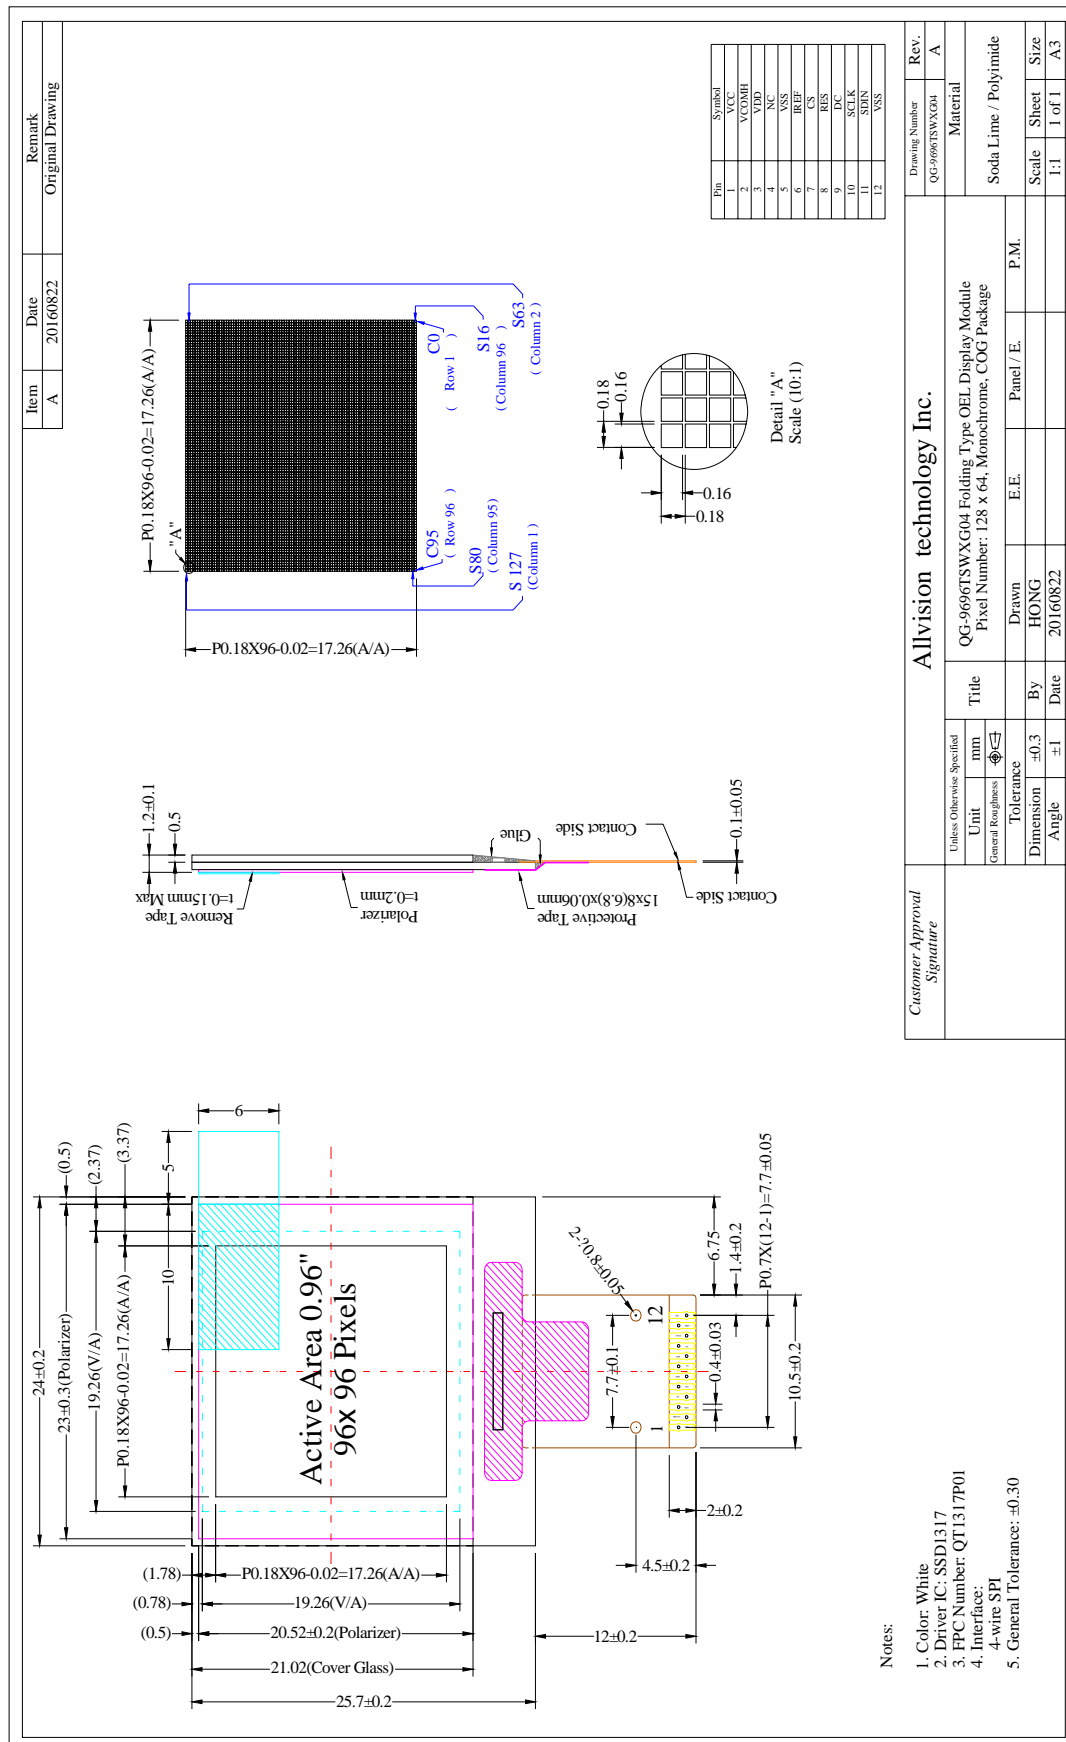 Item Date Remark
A 20160822 Original Drawing
24±0.2
23±0.3(Polarizer)
19.26(V/A)
P0.18X96-0.02=17.26(A/A)
(0.5)
(2.37)
(3.37)
10
5
6
Active Area 0.96"
96x 96 Pixels
(1.78)
P0.18X96-0.02=17.26(A/A)
(0.78)
19.26(V/A)
(0.5)
20.52±0.2(Polarizer)
21.02(Cover Glass)
25.7±0.2
12±0.2
4.5±0.2
2±0.2
2-?0.8±0.05
7.7±0.1
1
12
0.4±0.03
10.5±0.2
6.75
1.4±0.2
P0.7X(12-1)=7.7±0.05
1.2±0.1
0.5
Remove Tape
t=0.15mm Max
Polarizer
t=0.2mm
Protective Tape
15x8(6.8)x0.06mm
Glue
Contact Side
Contact Side
0.1±0.05
P0.18X96-0.02=17.26(A/A)
"A"
P0.18X96-0.02=17.26(A/A)
C95
( Row 96 )
S80
( Column 95)
S 127
(Column 1)
C0
( Row 1 )
S16
(Column 96 )
S63
( Column 2 )
0.18
0.16
0.16
0.18
Detail "A"
Scale (10:1)
Pin Symbol
1 VCC
2 VCOMH
3 VDD
4 NC
5 VSS
6 IREF
7 CS
8 RES
9 DC
10 SCLK
11 SDIN
12 VSS
Notes:
1. Color: White
2. Driver IC: SSD1317
3. FPC Number: QT1317P01
4. Interface:
4-wire SPI
5. General Tolerance: ±0.30
Customer Approval
Signature
Allvision technology Inc.
Drawing Number Rev.
QG-9696TSWXG04 A
Unless Otherwise Specified
Unit mm
General Roughness
Tolerance
Dimension ±0.3
Angle ±1
Title
QG-9696TSWXG04 Folding Type OEL Display Module
Pixel Number: 128 x 64, Monochrome, COG Package
Material
Soda Lime / Polyimide
Drawn E.E. Panel / E. P.M.
By HONG
Date 20160822
Scale Sheet Size
1:1 1 of 1 A3